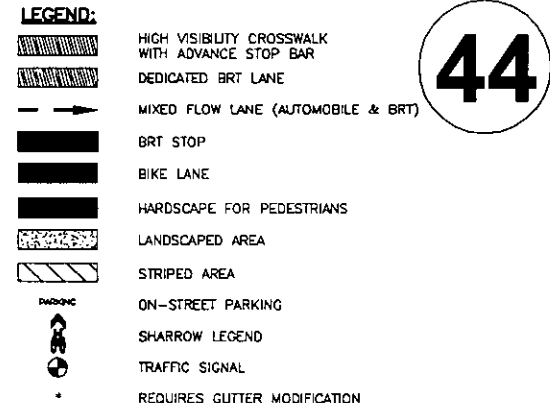 LEGEND:
HIGH VISIBILITY CROSSWALK
WITH ADVANCE STOP BAR
DEDICATED BRT LANE
MIXED FLOW LANE (AUTOMOBILE & BRT)
BRT STOP
BIKE LANE
HARDSCAPE FOR PEDESTRIANS
LANDSCAPED AREA
STRIPED AREA
PARKING ON-STREET PARKING
SHARROW LEGEND
TRAFFIC SIGNAL
* REQUIRES GUTTER MODIFICATION
44